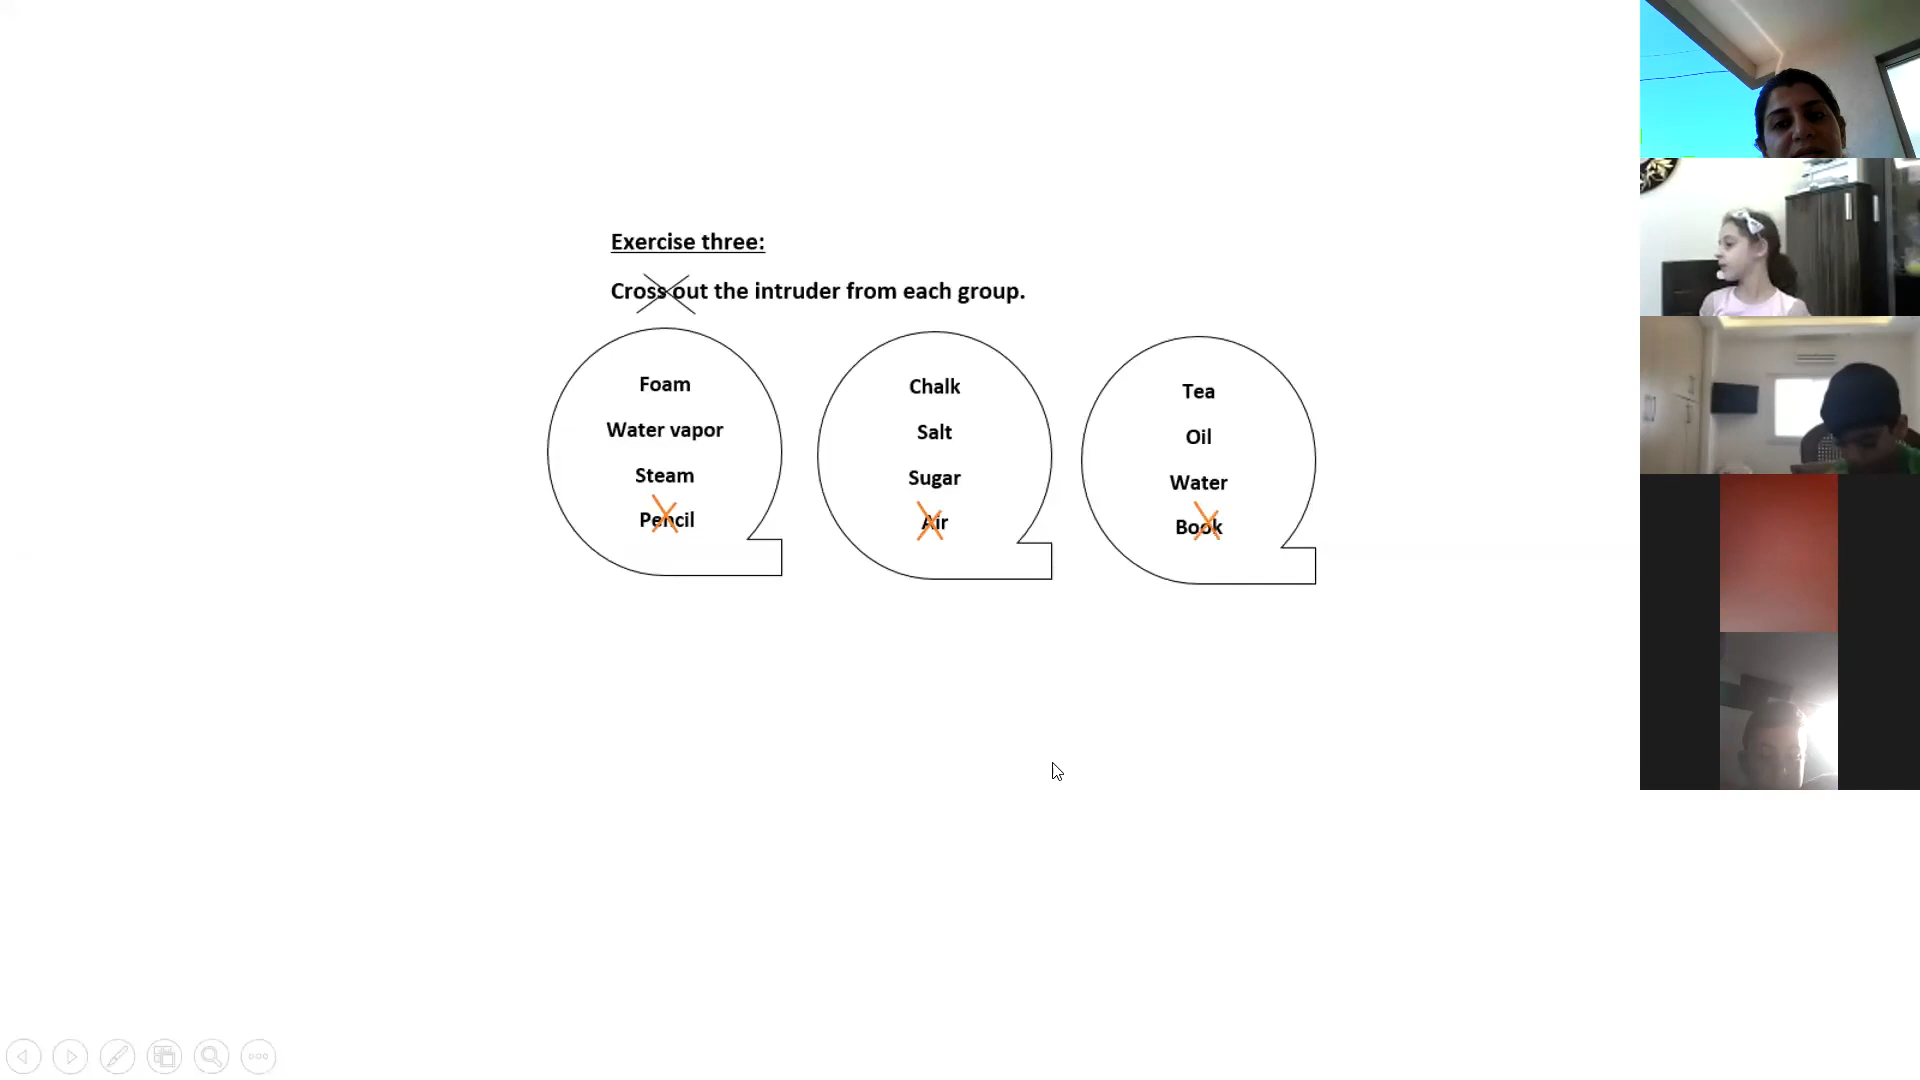 Exercise three:
Cross out the intruder from each group.
Foam
Water vapor
Steam
Pencil
Chalk
Salt
Sugar
Air
Tea
Oil
Water
Book